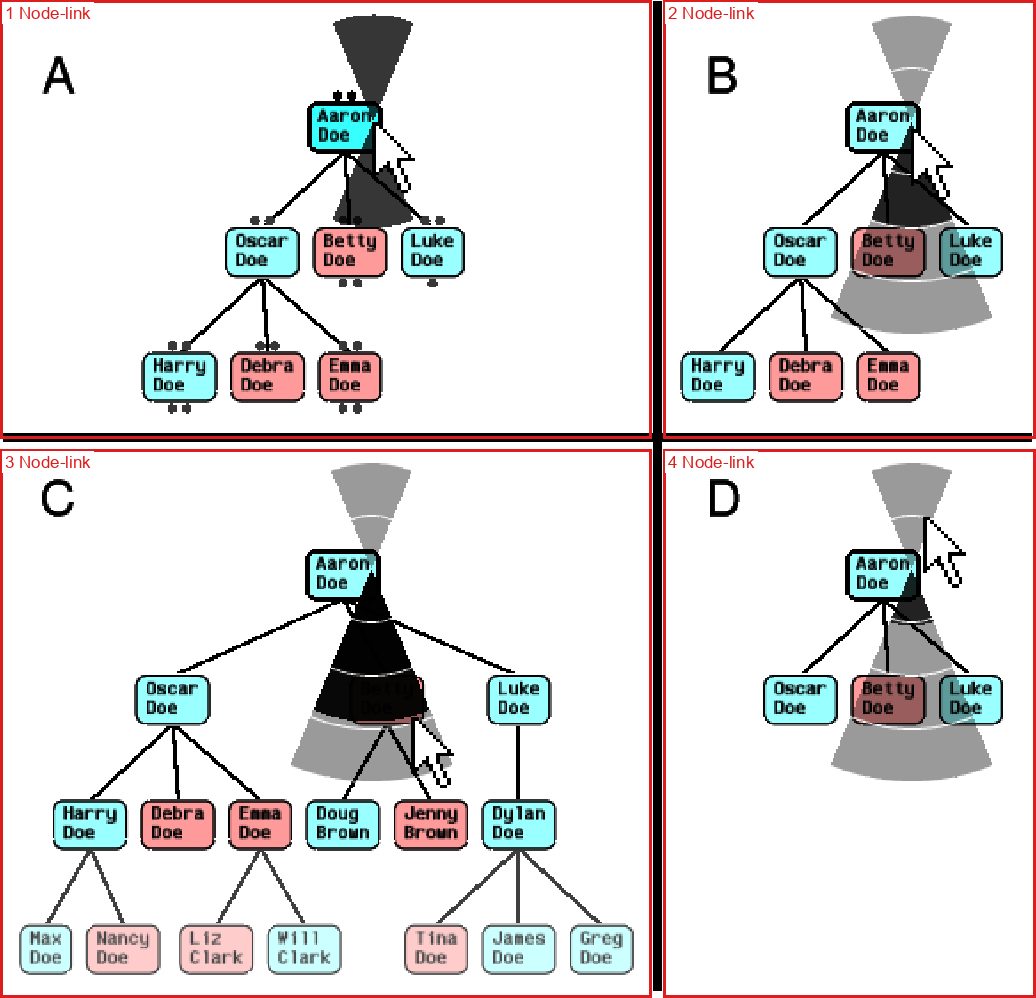 1 Node-link
A
Aaron
Doe
Oscar
Doe
Betty
Doe
Luke
Doe
Harry
Doe
Debra
Doe
Emma
Doe
2 Node-link
B
Aaron
Doe
Oscar
Doe
Betty
Doe
Luke
Doe
Harry
Doe
Debra
Doe
Emma
Doe
3 Node-link
C
Aaron
Doe
Oscar
Doe
Betty
Doe
Luke
Doe
Harry
Doe
Debra
Doe
Emma
Doe
Doug
Brown
Jenny
Brown
Dylan
Doe
Max
Doe
Nancy
Doe
Liz
Clark
Will
Clark
Tina
Doe
James
Doe
Greg
Doe
4 Node-link
D
Aaron
Doe
Oscar
Doe
Betty
Doe
Luke
Doe